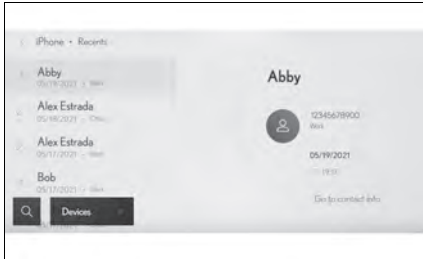 iPhone • Recents
Abby
05/19/2021
Alex Estrada
05/18/2021
Alex Estrada
05/17/2021
Bob
05/17/2021
Devices
Abby
12345678900
Work
05/19/2021
Go to contact info